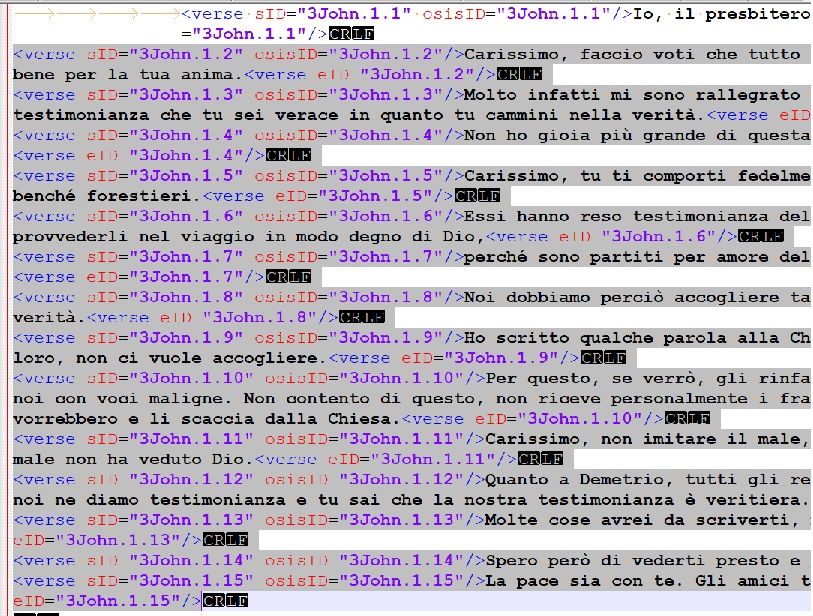 <verse sID="3John.1.1" osisID="3John.1.1"/>Io, il presbitero
="3John.1.1"/>CRLF
<verse sID="3John.1.2" osisID="3John.1.2"/>Carissimo, faccio voti che tutto
bene per la tua anima.<verse eID="3John.1.2"/>CRLF
<verse sID="3John.1.3" osisID="3John.1.3"/>Molto infatti mi sono rallegrato
testimonianza che tu sei verace in quanto tu cammini nella verità.<verse eID
<verse sID="3John.1.4" osisID="3John.1.4"/>Non ho gioia più grande di questa
<verse eID="3John.1.4"/>CRLF
<verse sID="3John.1.5" osisID="3John.1.5"/>Carissimo, tu ti comporti fedelme
benché forestieri.<verse eID="3John.1.5"/>CRLF
<verse sID="3John.1.6" osisID="3John.1.6"/>Essi hanno reso testimonianza del
provvederli nel viaggio in modo degno di Dio,<verse eID="3John.1.6"/>CRLF
<verse sID="3John.1.7" osisID="3John.1.7"/>perché sono partiti per amore del
<verse eID="3John.1.7"/>CRLF
<verse sID="3John.1.8" osisID="3John.1.8"/>Noi dobbiamo perciò accogliere ta
verità.<verse eID="3John.1.8"/>CRLF
<verse sID="3John.1.9" osisID="3John.1.9"/>Ho scritto qualche parola alla Ch
loro, non ci vuole accogliere.<verse eID="3John.1.9"/>CRLF
<verse sID="3John.1.10" osisID="3John.1.10"/>Per questo, se verrò, gli rinfa
noi con voci maligne. Non contento di questo, non riceve personalmente i fra
vorrebbero e li scaccia dalla Chiesa.<verse eID="3John.1.10"/>CRLF
<verse sID="3John.1.11" osisID="3John.1.11"/>Carissimo, non imitare il male,
male non ha veduto Dio.<verse eID="3John.1.11"/>CRLF
<verse sID="3John.1.12" osisID="3John.1.12"/>Quanto a Demetrio, tutti gli re
noi ne diamo testimonianza e tu sai che la nostra testimonianza è veritiera.
<verse sID="3John.1.13" osisID="3John.1.13"/>Molte cose avrei da scriverti,
eID="3John.1.13"/>CRLF
<verse sID="3John.1.14" osisID="3John.1.14"/>Spero però di vederti presto e
<verse sID="3John.1.15" osisID="3John.1.15"/>La pace sia con te. Gli amici t
eID="3John.1.15"/>CRLF